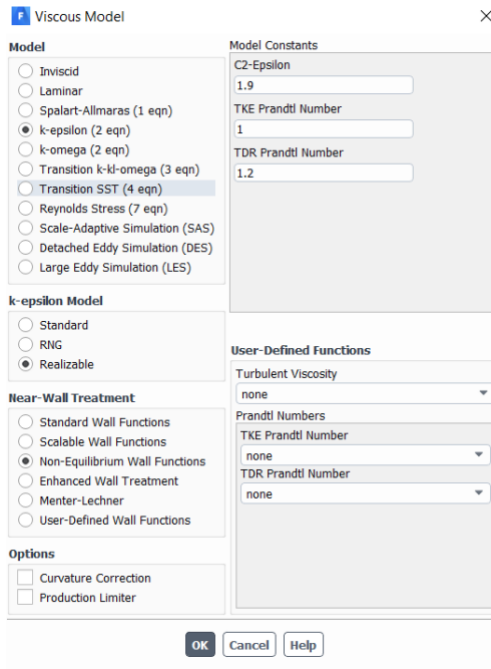 F Viscous Model
Model
Inviscid
Laminar
Spalart-Allmaras (1 eqn)
k-epsilon (2 eqn)
k-omega (2 eqn)
Transition k-kl-omega (3 eqn)
Transition SST (4 eqn)
Reynolds Stress (7 eqn)
Scale-Adaptive Simulation (SAS)
Detached Eddy Simulation (DES)
Large Eddy Simulation (LES)
k-epsilon Model
Standard
RNG
Realizable
Near-Wall Treatment
Standard Wall Functions
Scalable Wall Functions
Non-Equilibrium Wall Functions
Enhanced Wall Treatment
Menter-Lechner
User-Defined Wall Functions
Options
Curvature Correction
Production Limiter
Model Constants
C2-Epsilon
1.9
TKE Prandtl Number
1
TDR Prandtl Number
1.2
User-Defined Functions
Turbulent Viscosity
none
Prandtl Numbers
TKE Prandtl Number
none
TDR Prandtl Number
none
OK Cancel Help